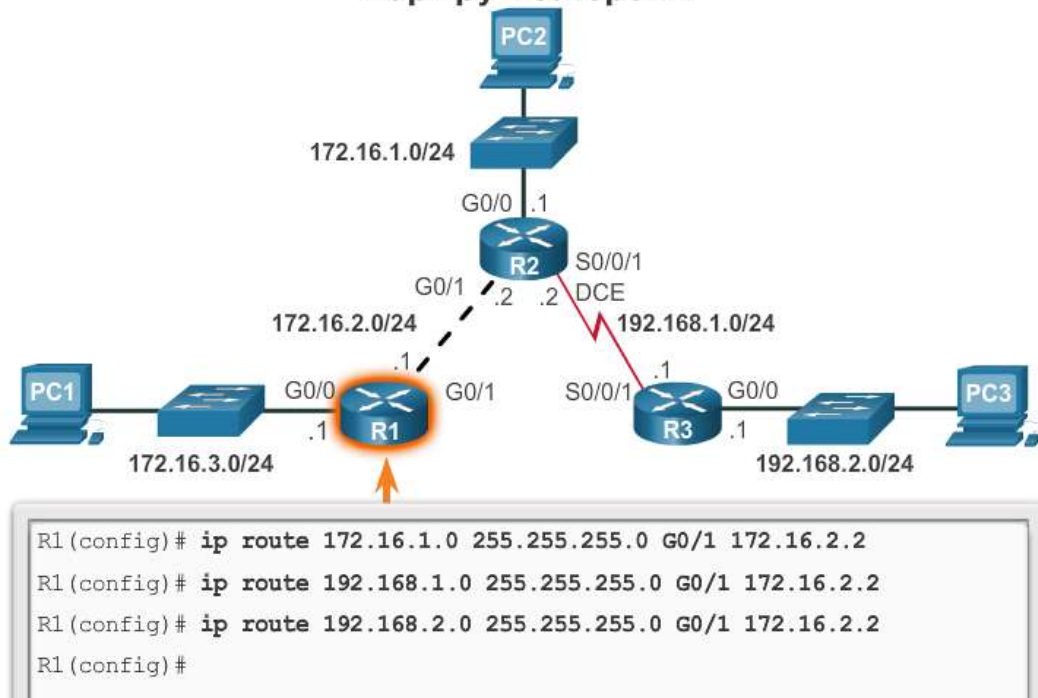 PC2
172.16.1.0/24
G0/0 .1
R2
S0/0/1
G0/1 .2 .2 DCE
172.16.2.0/24
192.168.1.0/24
.1
.1
PC1
G0/0
G0/1
S0/0/1
G0/0
PC3
.1
R1
R3
.1
172.16.3.0/24
192.168.2.0/24
R1(config)# ip route 172.16.1.0 255.255.255.0 G0/1 172.16.2.2
R1(config)# ip route 192.168.1.0 255.255.255.0 G0/1 172.16.2.2
R1(config)# ip route 192.168.2.0 255.255.255.0 G0/1 172.16.2.2
R1(config)#